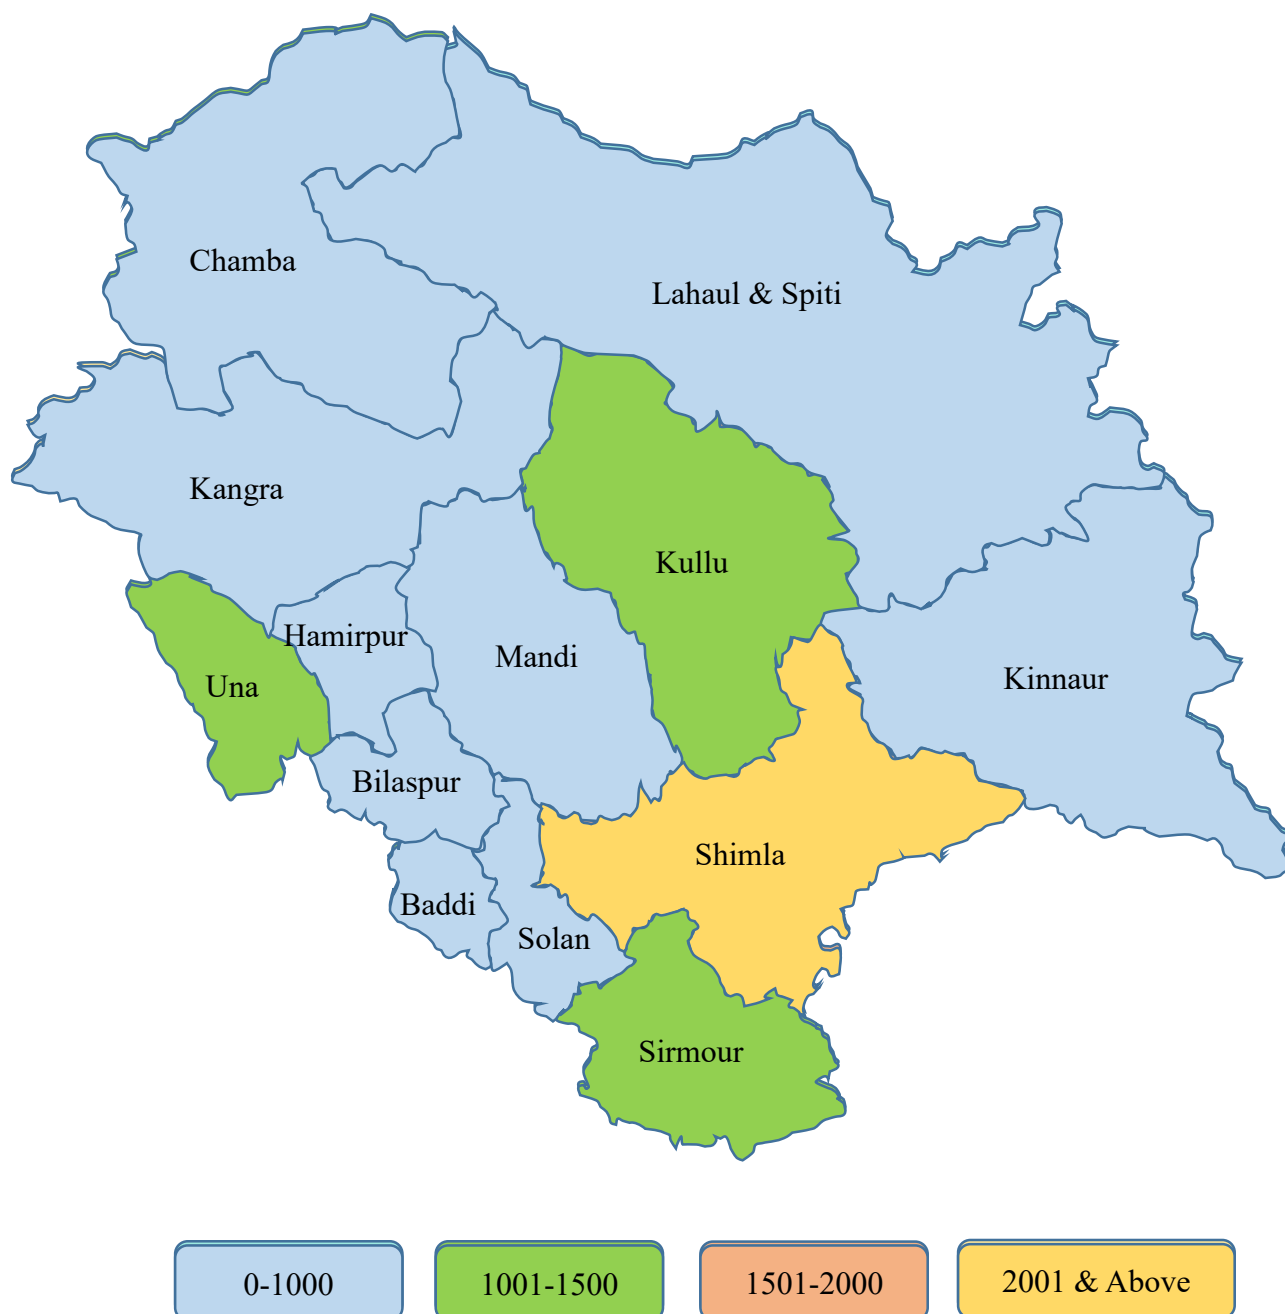 Chamba
Lahaul & Spiti
Kangra
Kullu
Hamirpur
Mandi
Una
Kinnaur
Bilaspur
Shimla
Baddi
Solan
Sirmour
0-1000
1001-1500
1501-2000
2001 & Above